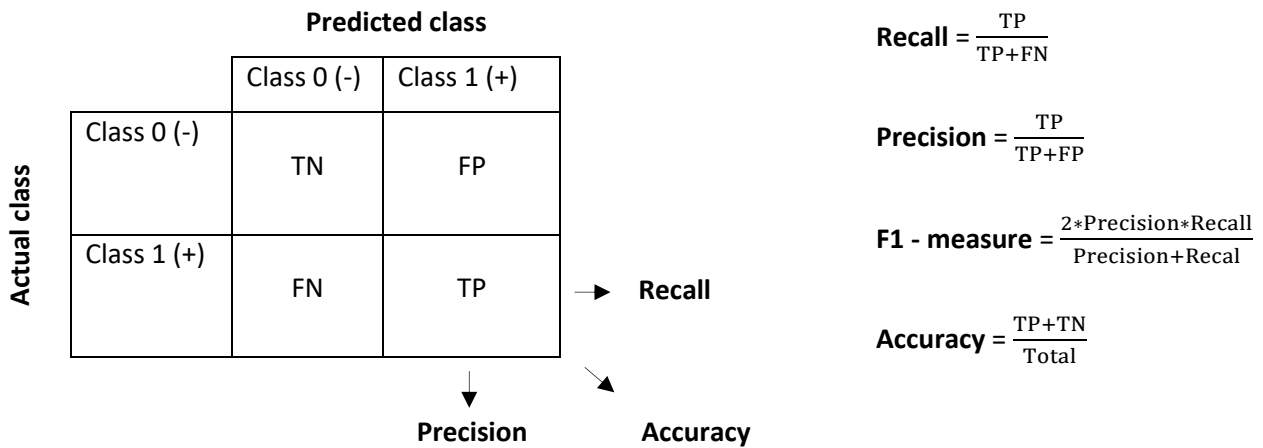 Predicted class
Class 0 (-) Class 1 (+)
Actual class
Class 0 (-) TN FP
Class 1 (+) FN TP
Recall
Precision Accuracy
Recall = TP/TP+FN
Precision = TP/TP+FP
F1 - measure = 2*Precision*Recall/Precision+Recal
Accuracy = TP+TN/Total